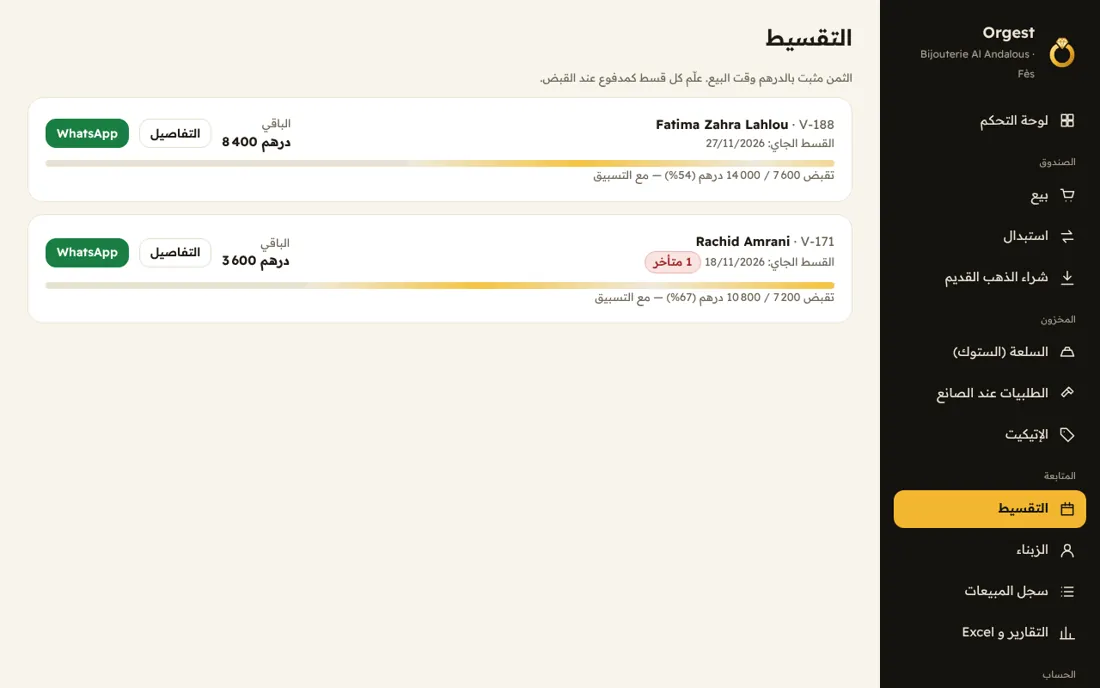 Orgest
Bijouterie Al Andalous ·
Fès
لوحة التحكم
الصندوق
بيع
استبدال
شراء الذهب القديم
المخزون
السلعة (الستوك)
الطلبيات عند الصانع
الإتيكيت
المتابعة
التقسيط
الزبناء
سجل المبيعات
التقارير و Excel
الحساب
التقسيط
الثمن مثبت بالدرهم وقت البيع. علّم كل قسط كمدفوع عند القبض.
Fatima Zahra Lahlou · V-188
القسط الجاي: 27/11/2026
الباقي
8 400 درهم
التفاصيل
WhatsApp
تقبض 7 600 / 14 000 درهم (54%) — مع التسبيق
Rachid Amrani · V-171
القسط الجاي: 18/11/2026 1 متأخر
الباقي
3 600 درهم
التفاصيل
WhatsApp
تقبض 7 200 / 10 800 درهم (67%) — مع التسبيق